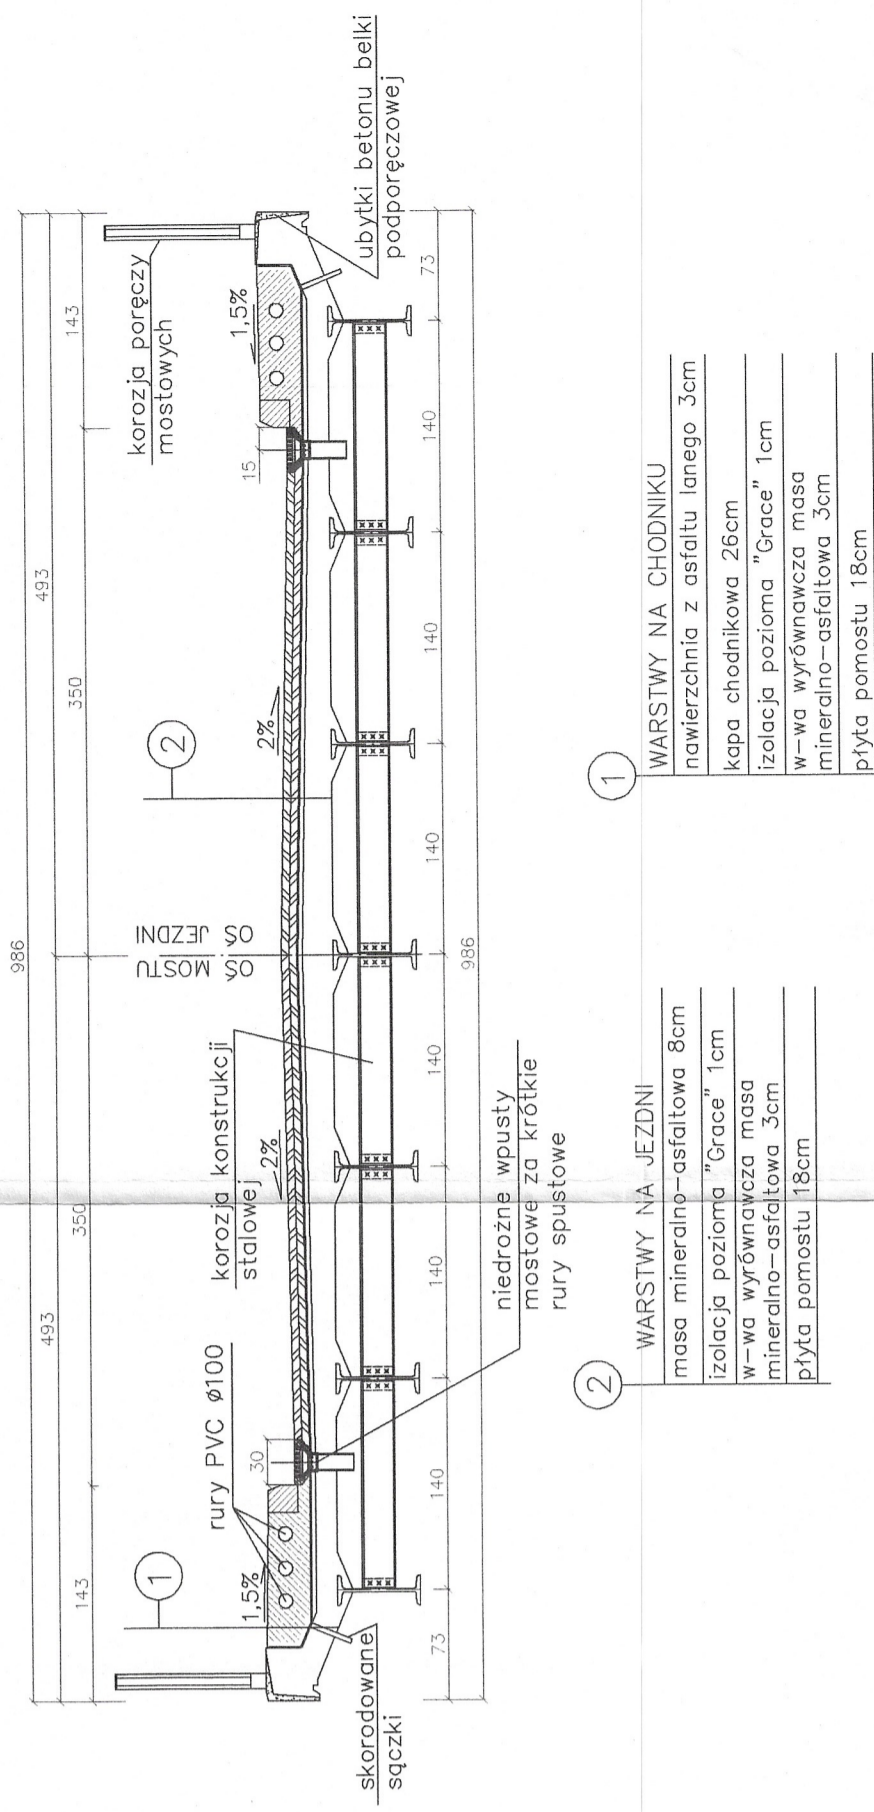 986
493
493
143
350
350
143
korozja poręczy
mostowych
ubytki betonu belki
podporęczowej
1
2
rury PVC ø100
korozja konstrukcji
stalowej
OŚ MOSTU
OŚ JEZDNI
1,5%
2%
2%
1,5%
30
15
skorodowane
sączki
niedrożne wpusty
mostowe za krótkie
rury spustowe
73
140
140
140
140
140
140
73
986
2
WARSTWY NA JEZDNI
masa mineralno-asfaltowa 8cm
izolacja pozioma "Grace" 1cm
w-wa wyrównawcza masa
mineralno-asfaltowa 3cm
płyta pomostu 18cm
1
WARSTWY NA CHODNIKU
nawierzchnia z asfaltu lanego 3cm
kapa chodnikowa 26cm
izolacja pozioma "Grace" 1cm
w-wa wyrównawcza masa
mineralno-asfaltowa 3cm
płyta pomostu 18cm